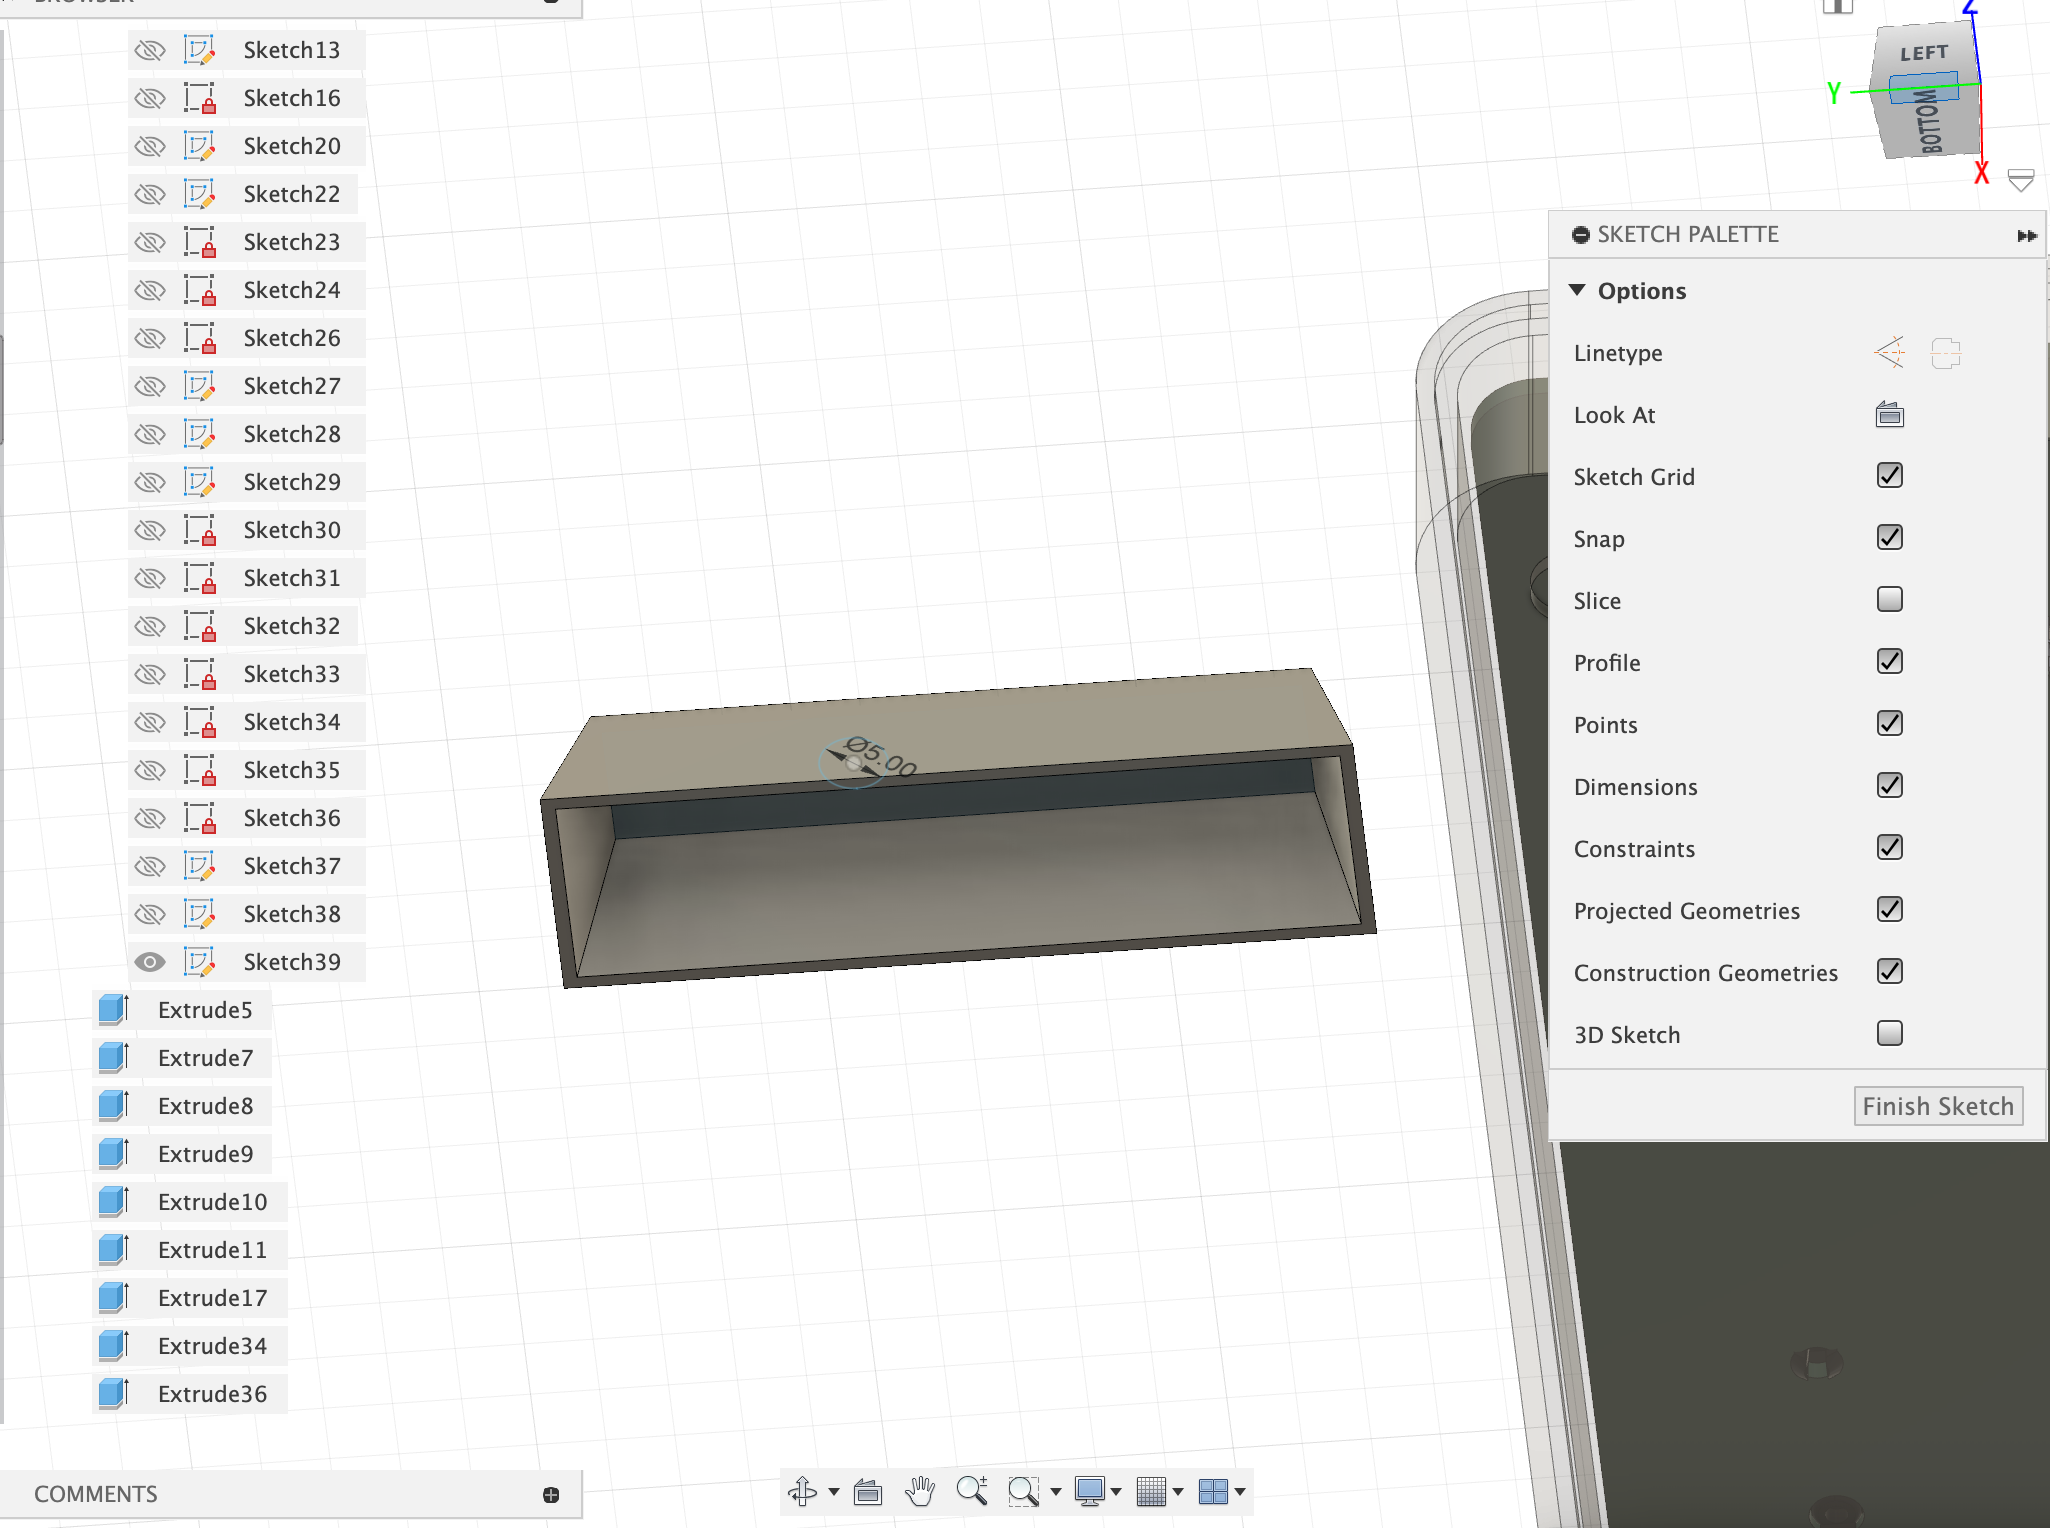 BROWSER
Sketch13
Sketch16
Sketch20
Sketch22
Sketch23
Sketch24
Sketch26
Sketch27
Sketch28
Sketch29
Sketch30
Sketch31
Sketch32
Sketch33
Sketch34
Sketch35
Sketch36
Sketch37
Sketch38
Sketch39
Extrude5
Extrude7
Extrude8
Extrude9
Extrude10
Extrude11
Extrude17
Extrude34
Extrude36
COMMENTS
Ø5.00
Z
LEFT
Y
BOTTOM
X
SKETCH PALETTE
Options
Linetype
Look At
Sketch Grid
Snap
Slice
Profile
Points
Dimensions
Constraints
Projected Geometries
Construction Geometries
3D Sketch
Finish Sketch